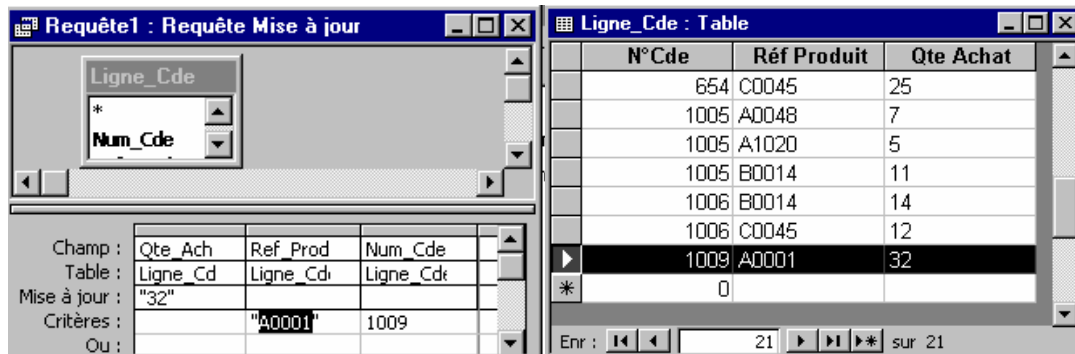 Requête1 : Requête Mise à jour
Ligne_Cde
*
Num_Cde
Champ : Qte_Ach Ref_Prod Num_Cde
Table : Ligne_Cd Ligne_Cd Ligne_Cde
Mise à jour : "32"
Critères : "A0001" 1009
Ou :
Ligne_Cde : Table
N°Cde Réf Produit Qte Achat
654 C0045 25
1005 A0048 7
1005 A1020 5
1005 B0014 11
1006 B0014 14
1006 C0045 12
1009 A0001 32
0
Enr : 21 sur 21